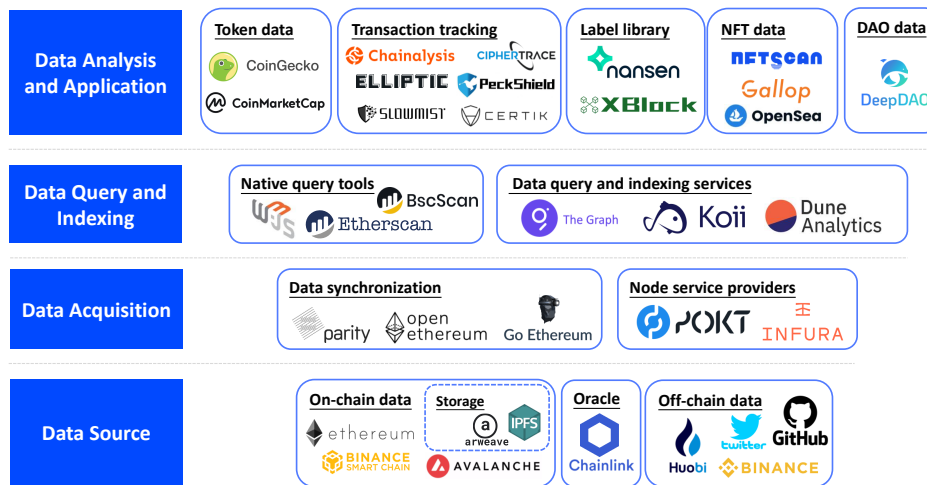 Data Analysis
and Application
Token data
CoinGecko
CoinMarketCap
Transaction tracking
Chainalysis
CIPHERTRACE
ELLIPTIC
PeckShield
SLOWMIST
CERTIK
Label library
nansen
XBlock
NFT data
NFTSCAN
Gallop
OpenSea
DAO data
DeepDAO
Data Query and
Indexing
Native query tools
W3JS
BscScan
Etherscan
Data query and indexing services
The Graph
Koii
Dune
Analytics
Data Acquisition
Data synchronization
parity
open
ethereum
Go Ethereum
Node service providers
POKT
INFURA
Data Source
On-chain data
ethereum
BINANCE
SMART CHAIN
Storage
a
arweave
IPFS
AVALANCHE
Oracle
Chainlink
Off-chain data
Huobi
twitter
GitHub
BINANCE